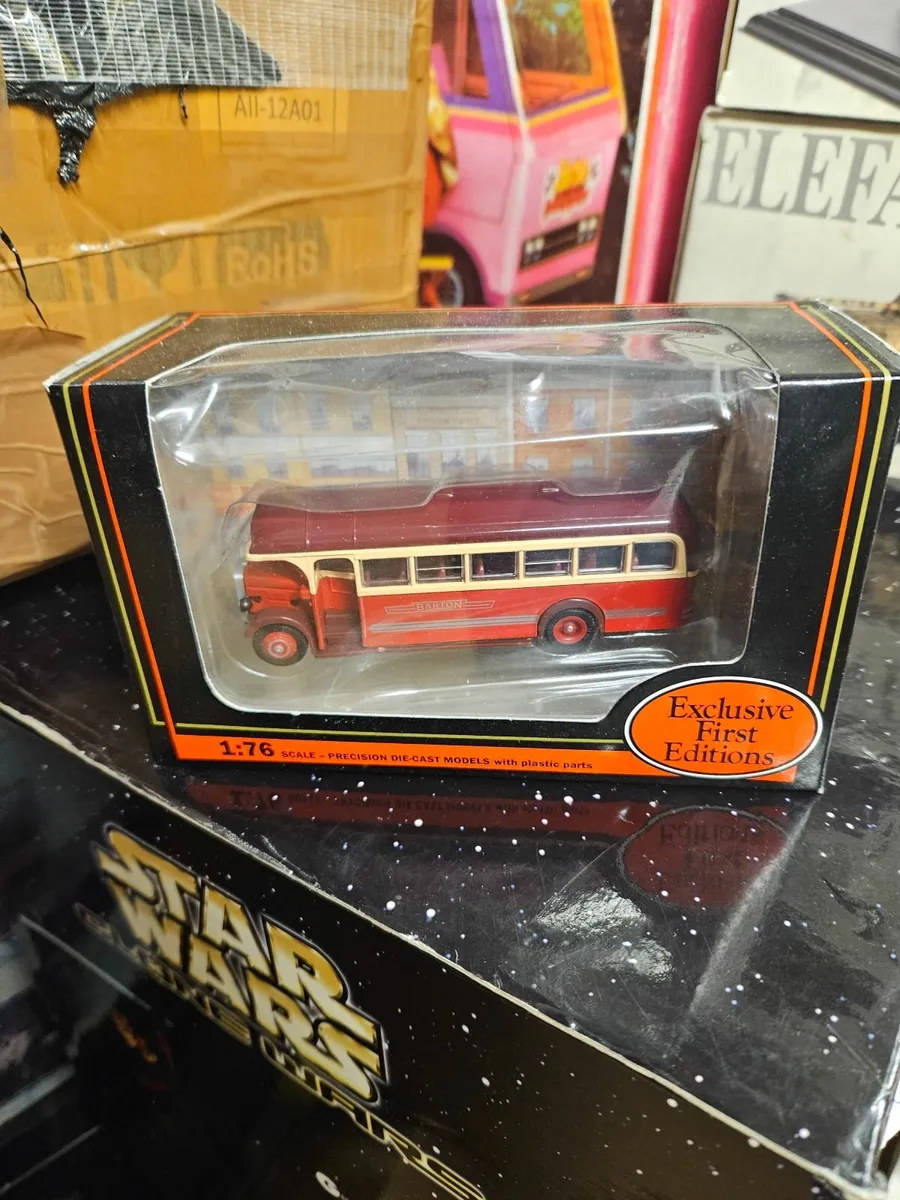 All-12A01
RoHS
ELEFA
BARTON
1:76 SCALE – PRECISION DIE-CAST MODELS with plastic parts
Exclusive
First
Editions
STAR
WARS